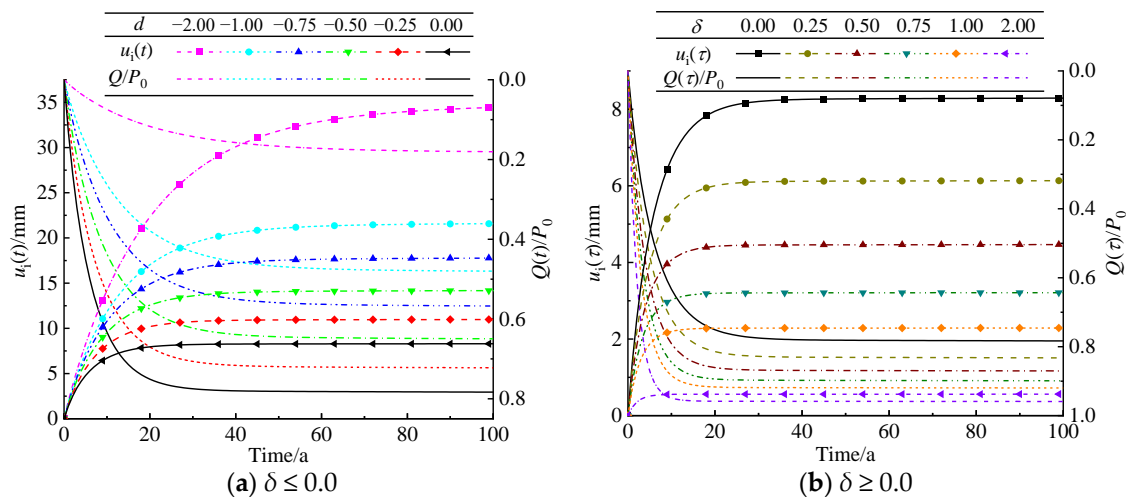 d −2.00 −1.00 −0.75 −0.50 −0.25 0.00
uᵢ(t)
Q/P₀
35
30
25
20
15
10
5
0
uᵢ(t)/mm
0.0
0.2
0.4
0.6
0.8
Q(t)/P₀
0 20 40 60 80 100
Time/a
(a) δ ≤ 0.0
δ 0.00 0.25 0.50 0.75 1.00 2.00
uᵢ(τ)
Q(τ)/P₀
8
6
4
2
0
uᵢ(τ)/mm
0.0
0.2
0.4
0.6
0.8
1.0
Q(τ)/P₀
0 20 40 60 80 100
Time/a
(b) δ ≥ 0.0